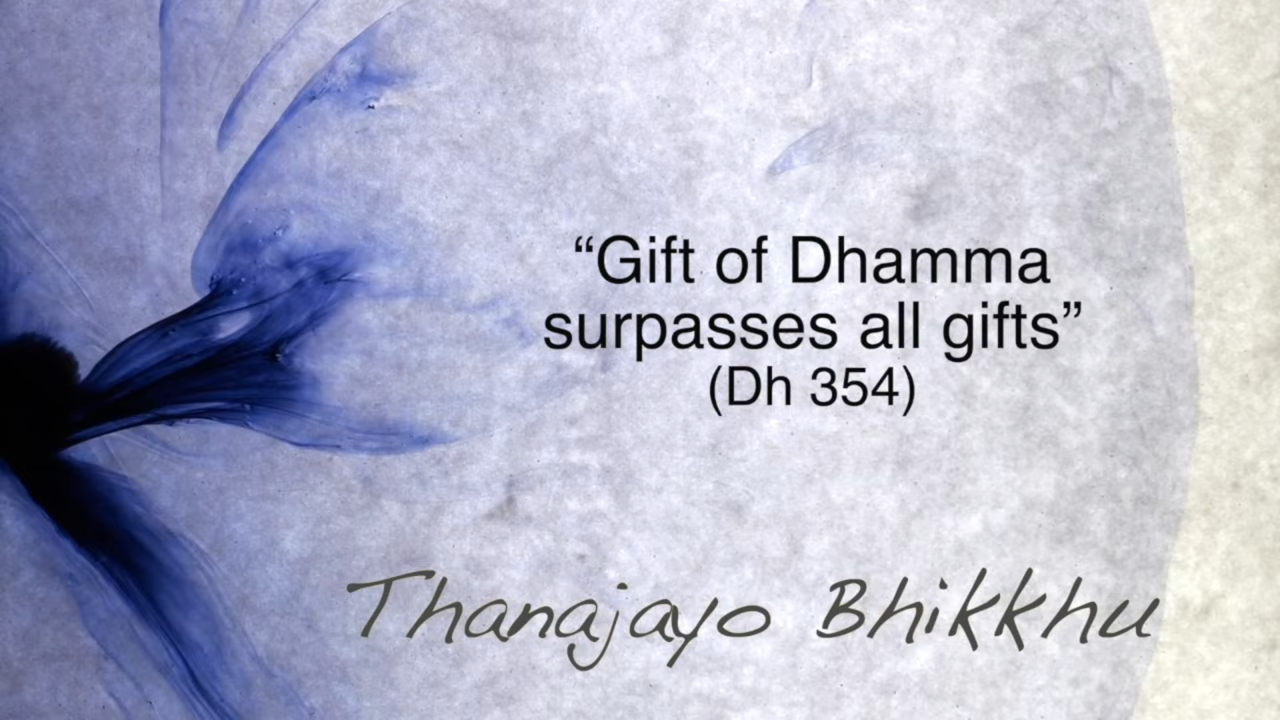 “Gift of Dhamma
surpasses all gifts”
(Dh 354)
Thanajayo Bhikkhu